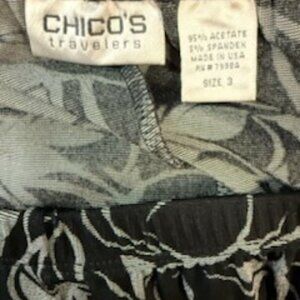 CHICO'S
travelers
95% ACETATE
5% SPANDEX
MADE IN USA
SIZE 3